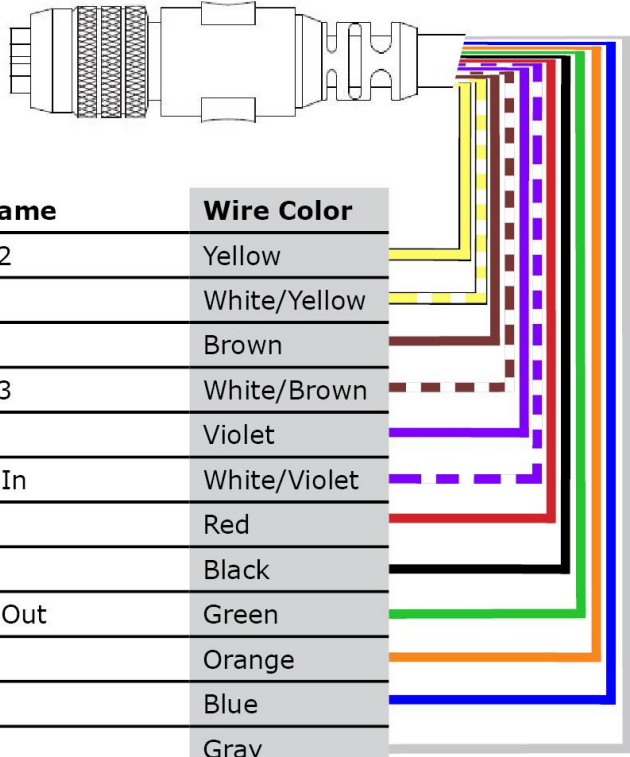 ame Wire Color
2 Yellow
White/Yellow
Brown
3 White/Brown
Violet
In White/Violet
Red
Black
Out Green
Orange
Blue
Gray